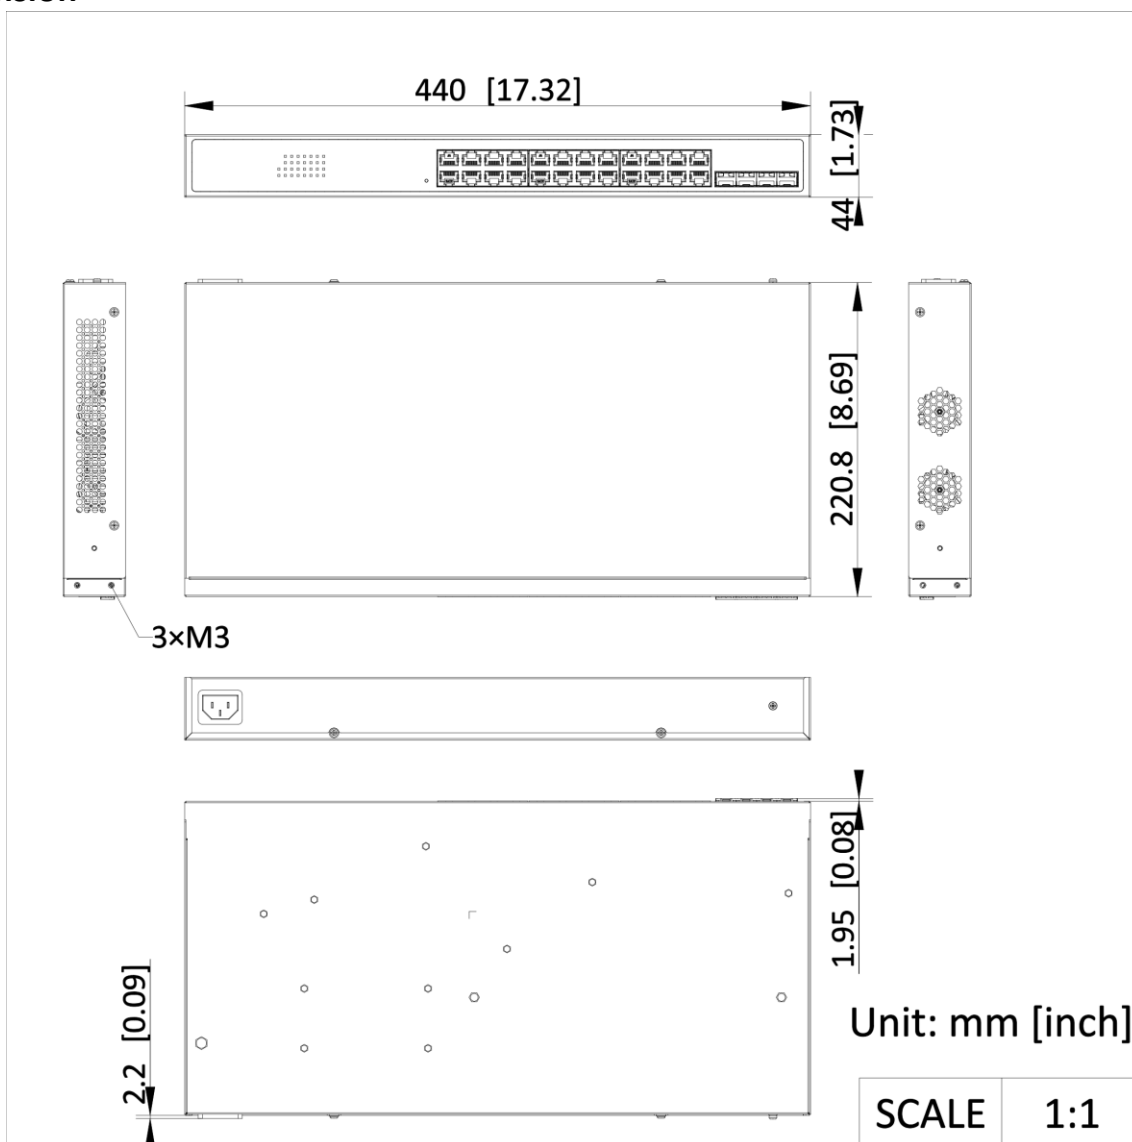 440 [17.32]
44 [1.73]
220.8 [8.69]
3×M3
1.95 [0.08]
2.2 [0.09]
Unit: mm [inch]
SCALE 1:1